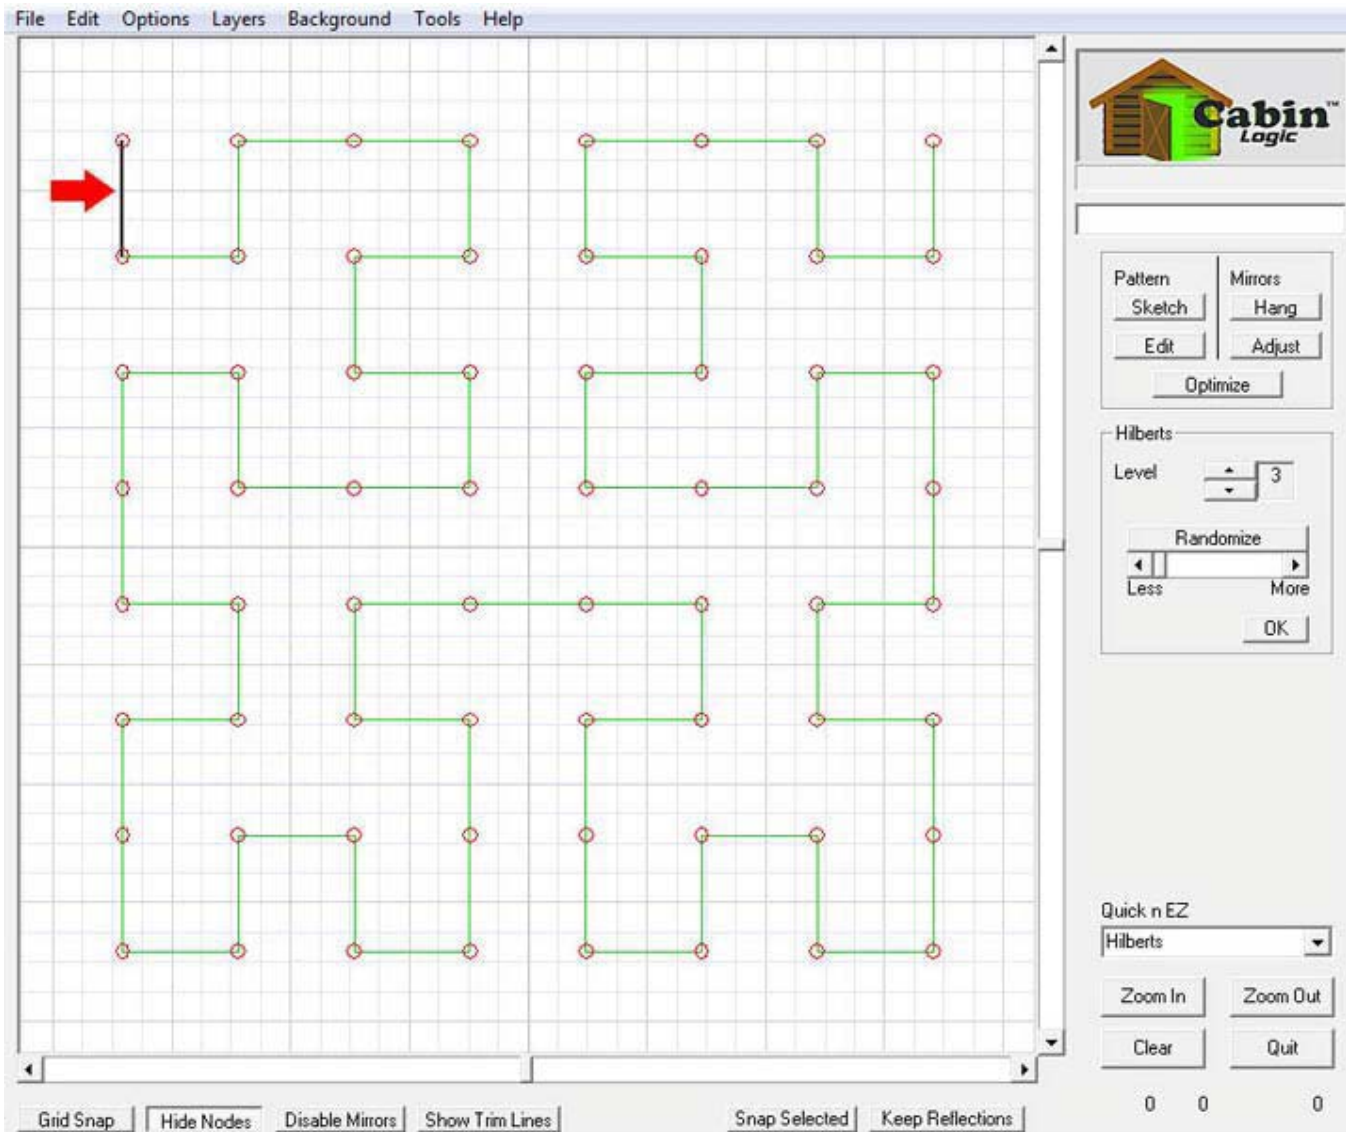 File Edit Options Layers Background Tools Help
Cabin™
Logic
Pattern Mirrors
Sketch Hang
Edit Adjust
Optimize
Hilberts
Level 3
Randomize
Less More
OK
Quick n EZ
Hilberts
Zoom In Zoom Out
Clear Quit
0 0 0
Grid Snap Hide Nodes Disable Mirrors Show Trim Lines Snap Selected Keep Reflections